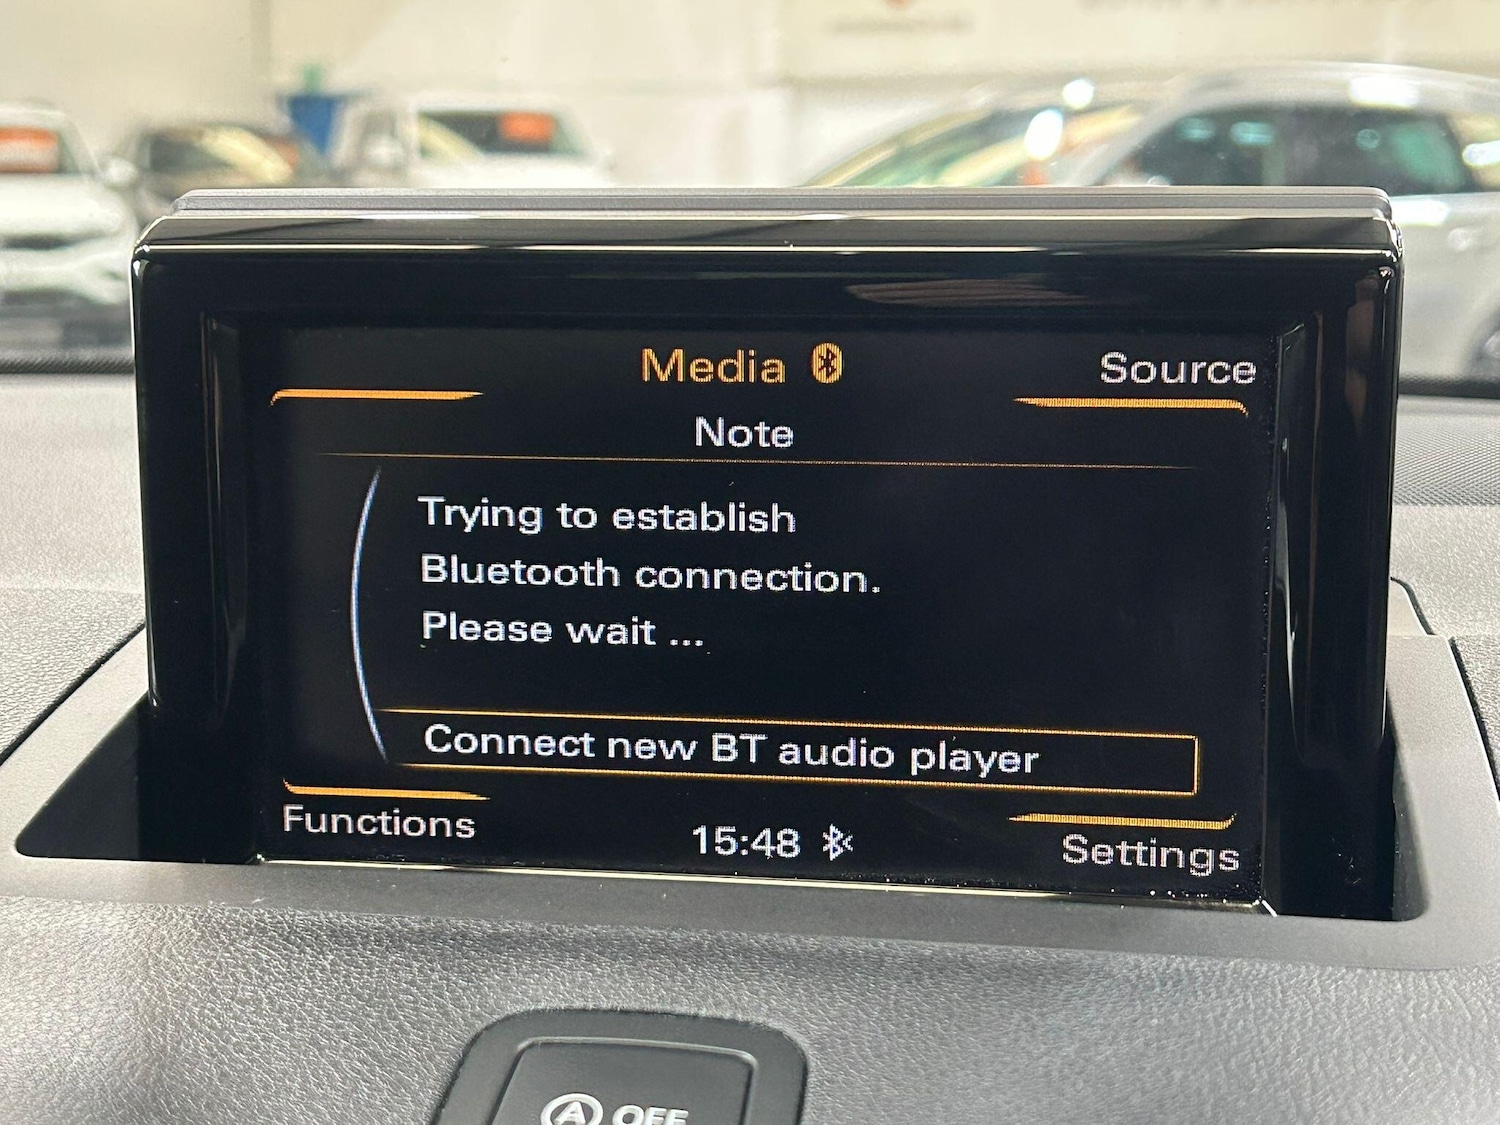 Media
Source
Note
Trying to establish
Bluetooth connection.
Please wait ...
Connect new BT audio player
Functions
15:48
Settings
A OFF